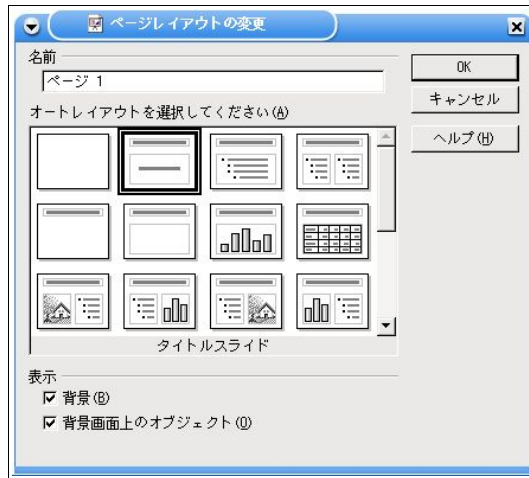 ページレイアウトの変更
名前
ページ 1
オートレイアウトを選択してください(A)
タイトルスライド
表示
背景(B)
背景画面上のオブジェクト(O)
OK
キャンセル
ヘルプ(H)